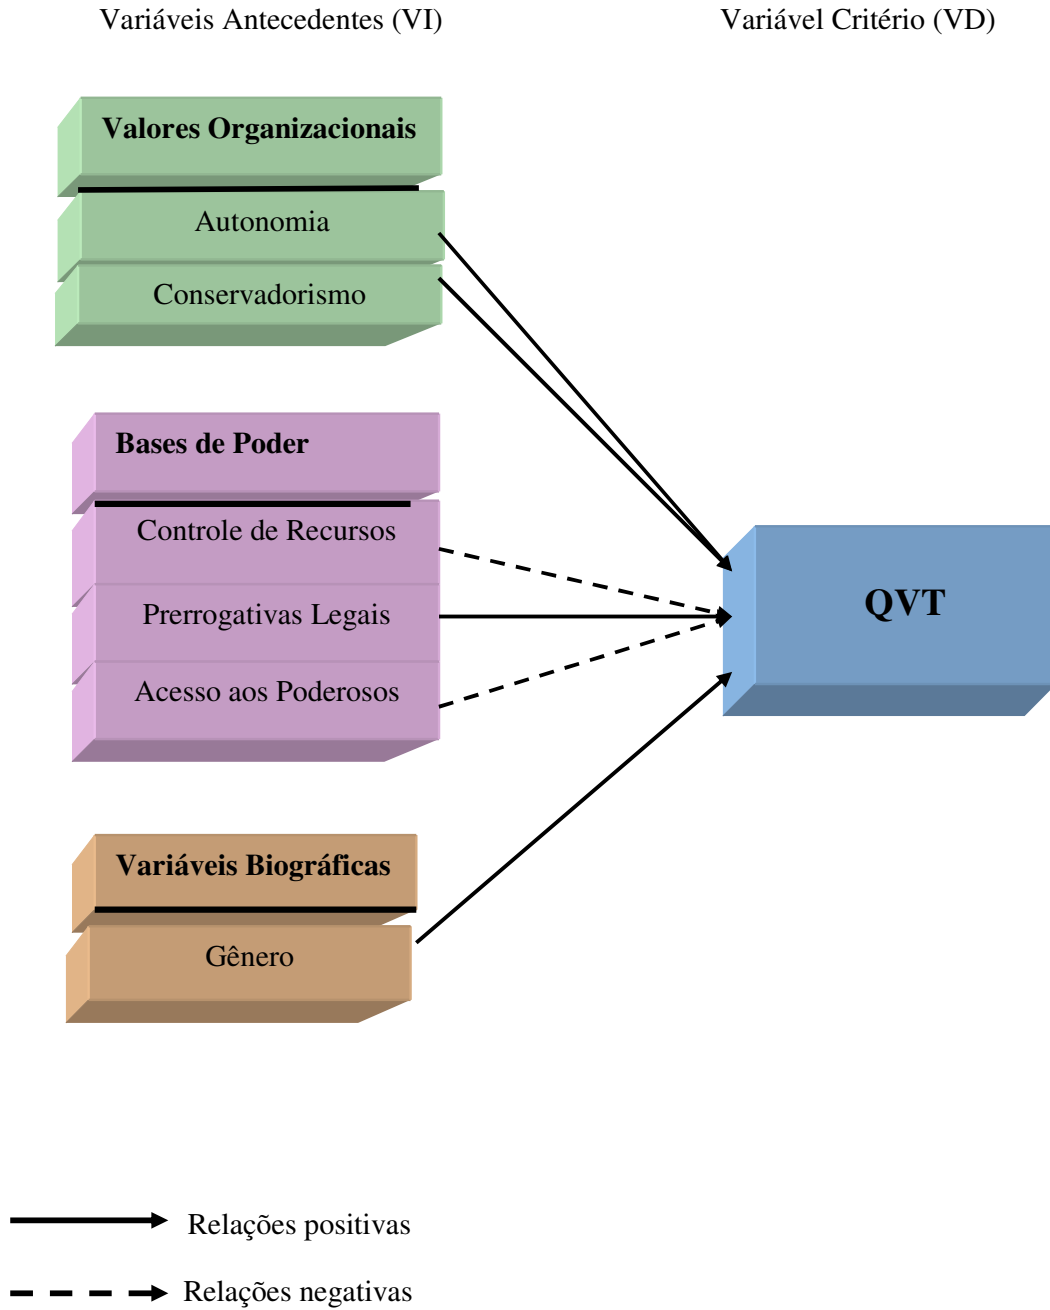 Variáveis Antecedentes (VI)
Variável Critério (VD)
Valores Organizacionais
Autonomia
Conservadorismo
Bases de Poder
Controle de Recursos
Prerrogativas Legais
Acesso aos Poderosos
QVT
Variáveis Biográficas
Gênero
Relações positivas
Relações negativas